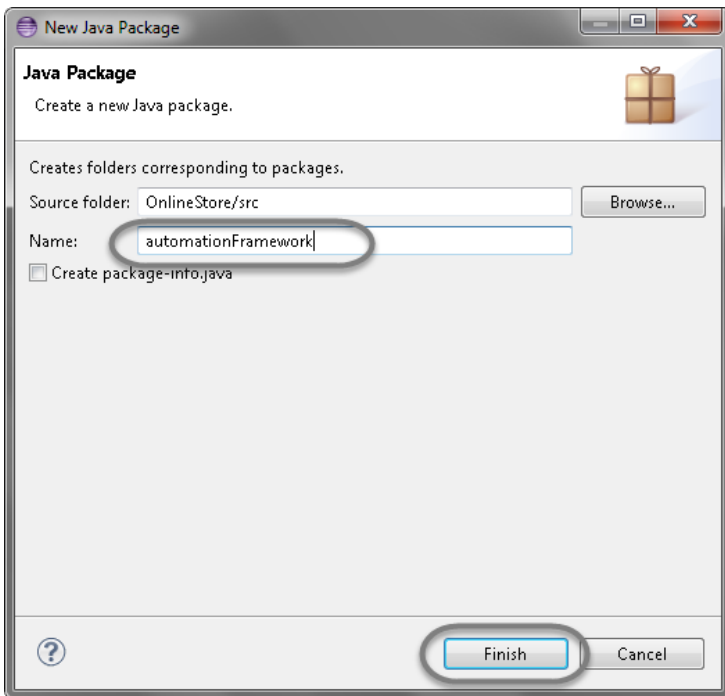 New Java Package
Java Package
Create a new Java package.
Creates folders corresponding to packages.
Source folder: OnlineStore/src Browse...
Name: automationFramework
Create package-info.java
Finish Cancel